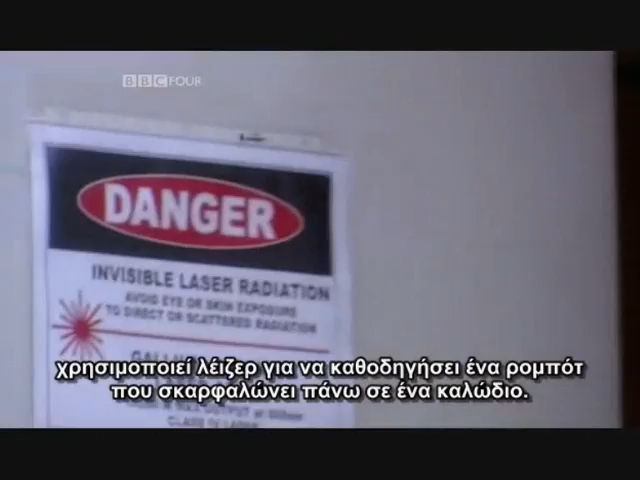 BBC FOUR
DANGER
INVISIBLE LASER RADIATION
AVOID EYE OR SKIN EXPOSURE
TO DIRECT OR SCATTERED RADIATION
χρησιμοποιεί λέιζερ για να καθοδηγήσει ένα ρομπότ
που σκαρφαλώνει πάνω σε ένα καλώδιο.